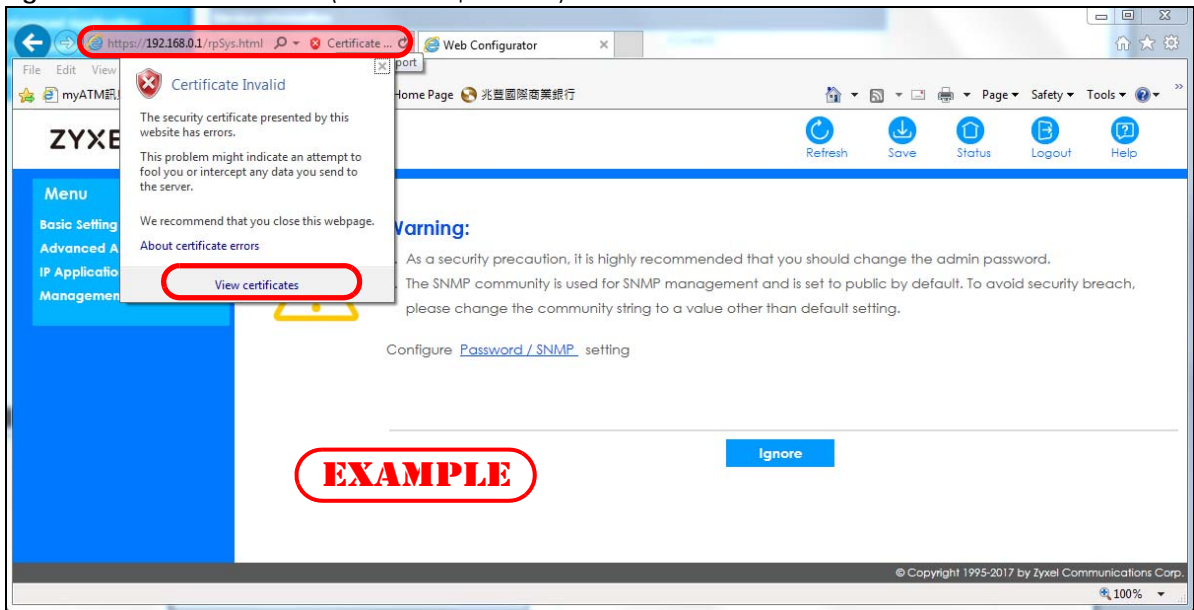 https://192.168.0.1/rpSys.html Certificate ...
Web Configurator
File Edit View
port
Home Page 兆豐國際商業銀行
Page Safety Tools
Certificate Invalid
The security certificate presented by this
website has errors.
This problem might indicate an attempt to
fool you or intercept any data you send to
the server.
We recommend that you close this webpage.
About certificate errors
View certificates
ZYXE
Refresh Save Status Logout Help
Menu
Basic Setting
Advanced A
IP Applicatio
Managemen
Warning:
As a security precaution, it is highly recommended that you should change the admin password.
The SNMP community is used for SNMP management and is set to public by default. To avoid security breach,
please change the community string to a value other than default setting.
Configure Password / SNMP setting
Ignore
EXAMPLE
© Copyright 1995-2017 by Zyxel Communications Corp.
100%